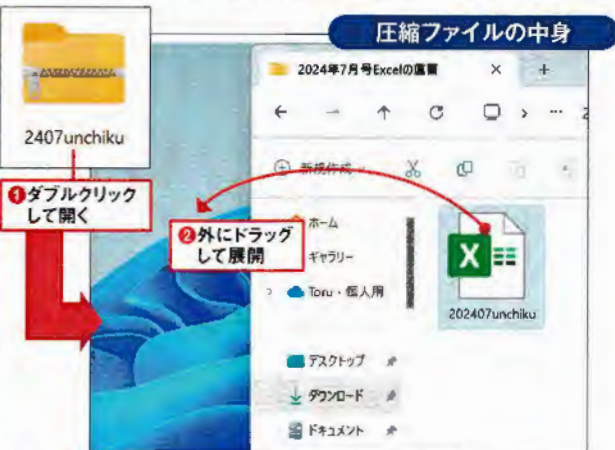 圧縮ファイルの中身
2407unchiku
❶ダブルクリック
して開く
2024年7月号Excelの
新規作成
❷外にドラッグ
して展開
ホーム
ギャラリー
Toru - 個人用
202407unchiku
デスクトップ
ダウンロード
ドキュメント